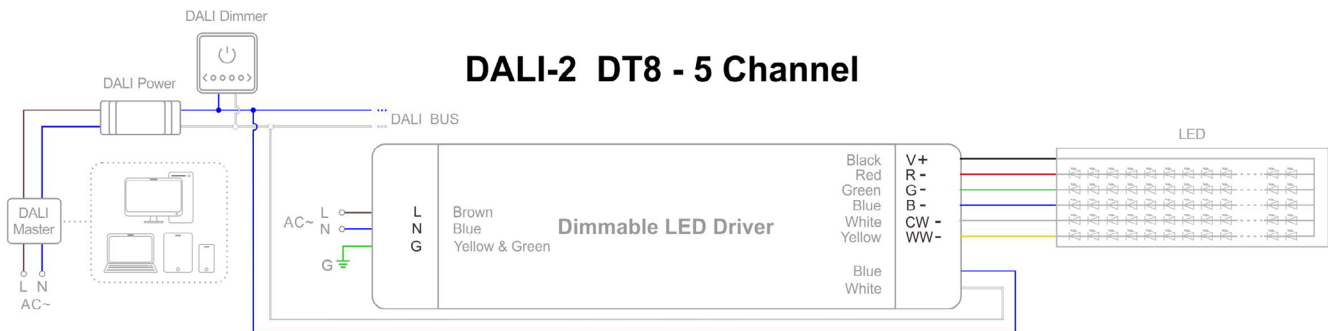 DALI Dimmer
DALI-2 DT8 - 5 Channel
DALI Power
DALI BUS
LED
DALI
Master
L N
AC~
AC~
L
N
G
L Brown
N Blue
G Yellow & Green
Dimmable LED Driver
Black V+
Red R-
Green G-
Blue B-
White CW-
Yellow WW-
Blue
White